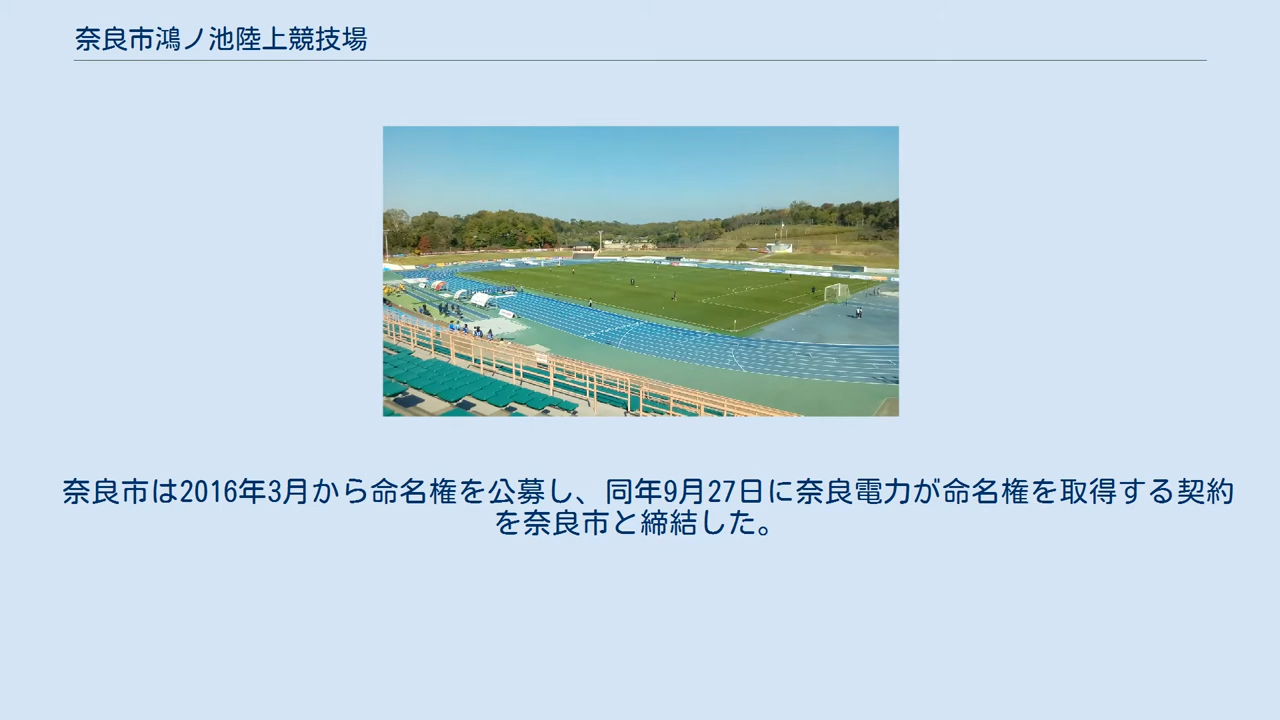 奈良市鴻ノ池陸上競技場
奈良市は2016年3月から命名権を公募し、同年9月27日に奈良電力が命名権を取得する契約
を奈良市と締結した。